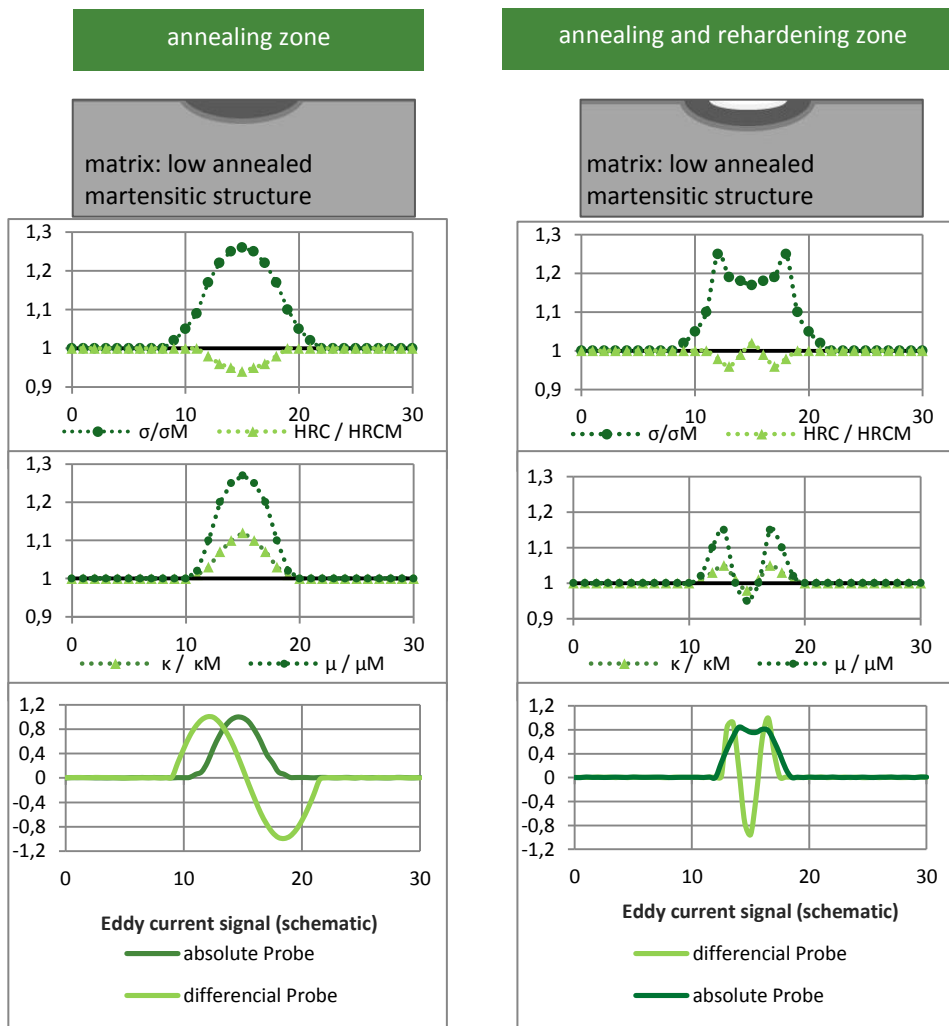 annealing zone
matrix: low annealed
martensitic structure
1,3
1,2
1,1
1
0,9
0
10
20
30
σ/σM
HRC / HRCM
1,3
1,2
1,1
1
0,9
0
10
20
30
κ / κM
μ / μM
1,2
0,8
0,4
0
-0,4
-0,8
-1,2
0
10
20
30
Eddy current signal (schematic)
absolute Probe
differencial Probe
annealing and rehardening zone
matrix: low annealed
martensitic structure
1,3
1,2
1,1
1
0,9
0
10
20
30
σ/σM
HRC / HRCM
1,3
1,2
1,1
1
0,9
0
10
20
30
κ / κM
μ / μM
1,2
0,8
0,4
0
-0,4
-0,8
-1,2
0
10
20
30
Eddy current signal (schematic)
differencial Probe
absolute Probe